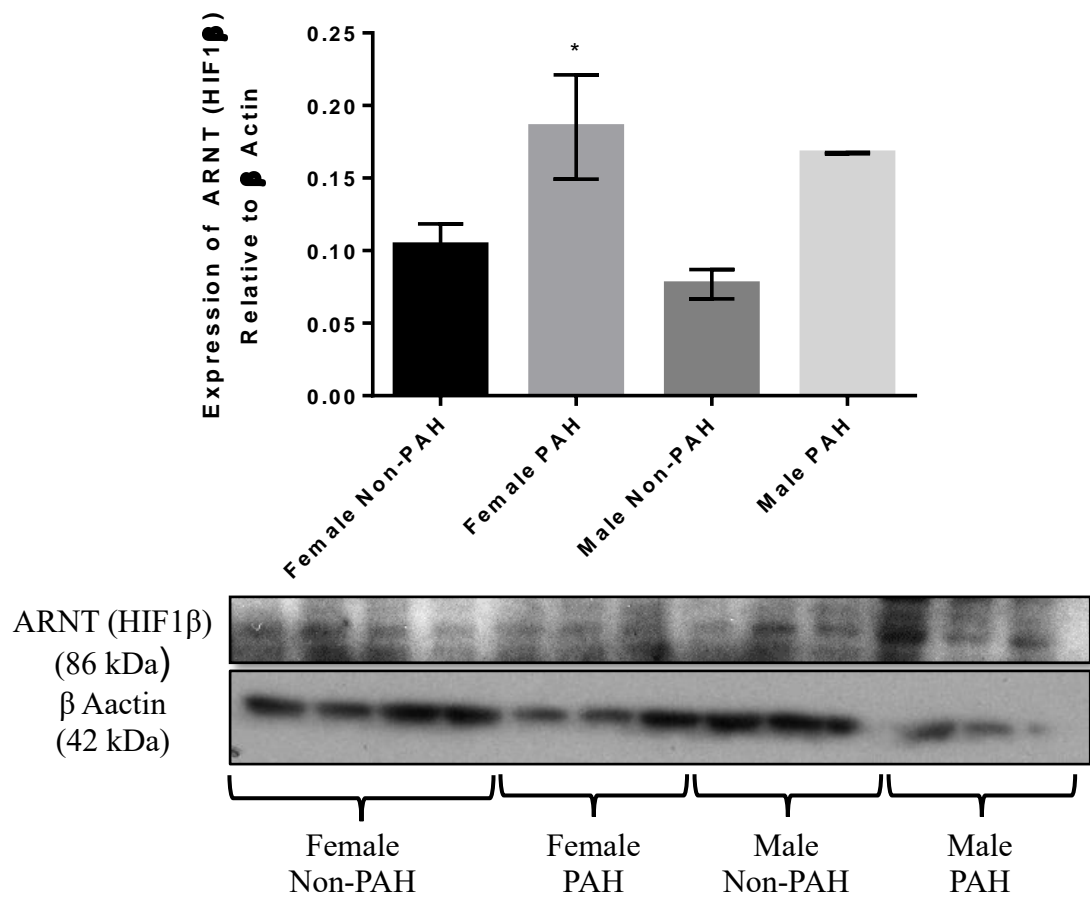 Expression of ARNT (HIF1β)
Relative to β Actin
0.25
0.20
0.15
0.10
0.05
0.00
*
Female Non-PAH
Female PAH
Male Non-PAH
Male PAH
ARNT (HIF1β)
(86 kDa)
β Aactin
(42 kDa)
Female
Non-PAH
Female
PAH
Male
Non-PAH
Male
PAH